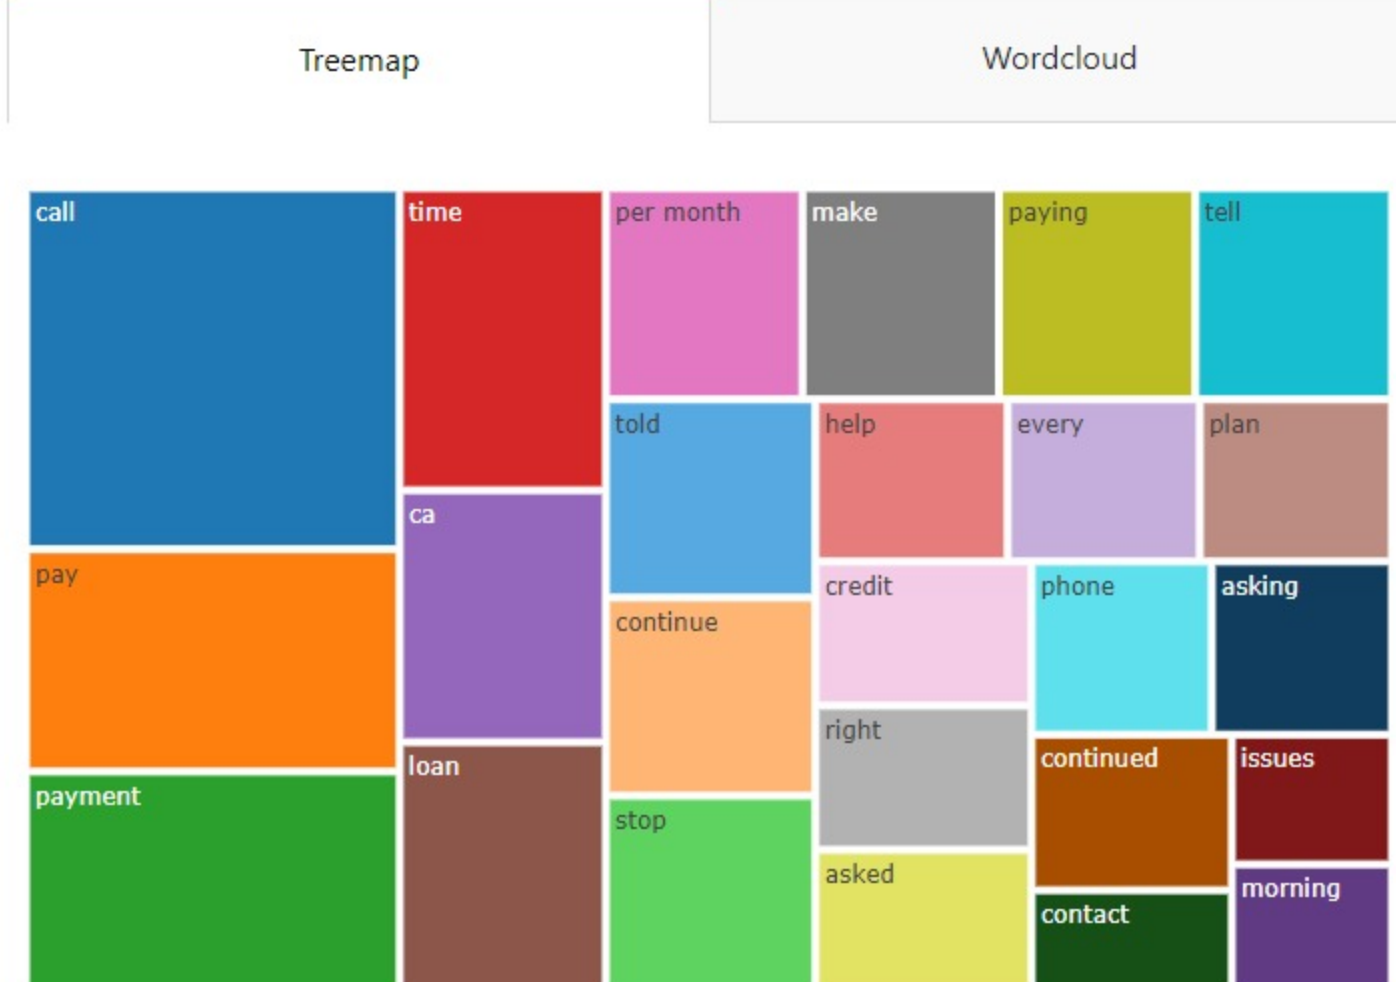 Treemap
Wordcloud
call
time
per month
make
paying
tell
told
help
every
plan
ca
pay
credit
phone
asking
continue
right
continued
issues
loan
payment
stop
asked
morning
contact